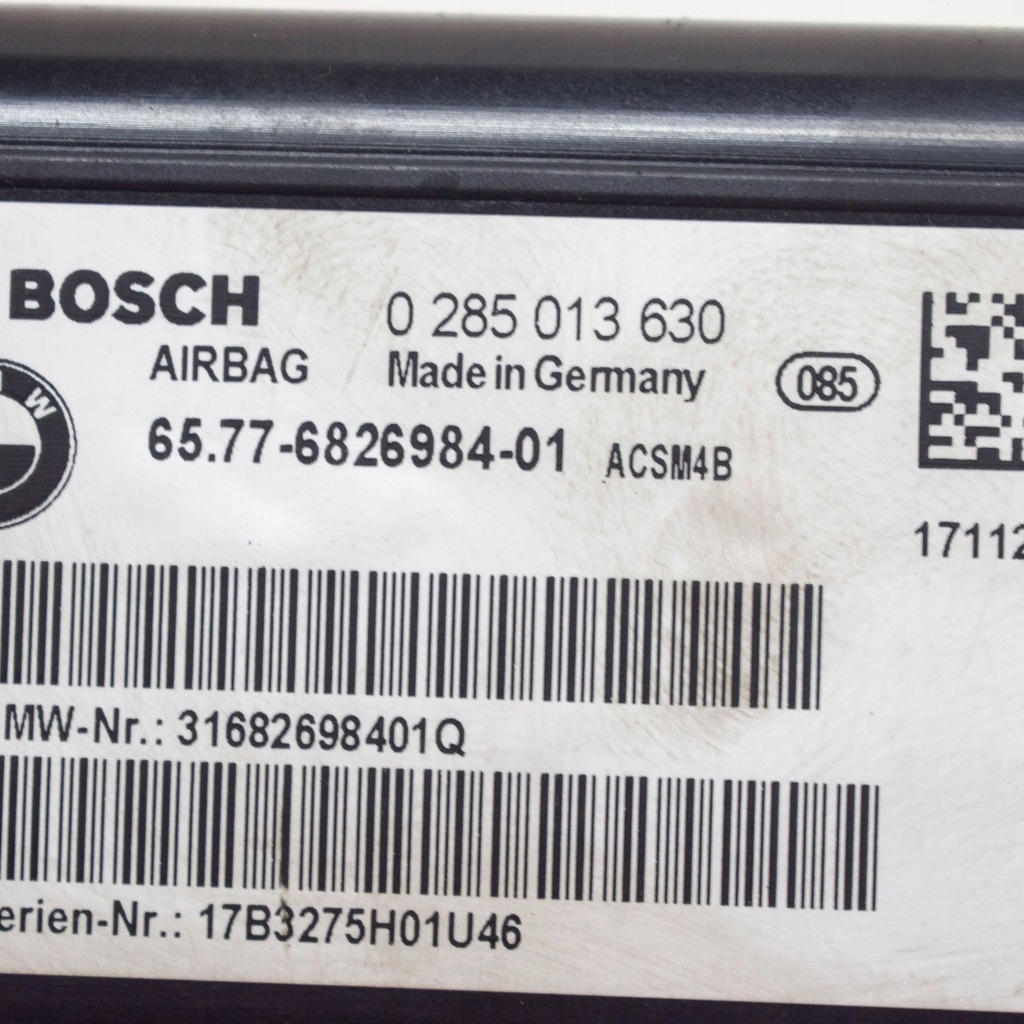 BOSCH 0 285 013 630
AIRBAG Made in Germany 085
W
65.77-6826984-01 ACSM4B
17112
MW-Nr.: 31682698401Q
erien-Nr.: 17B3275H01U46